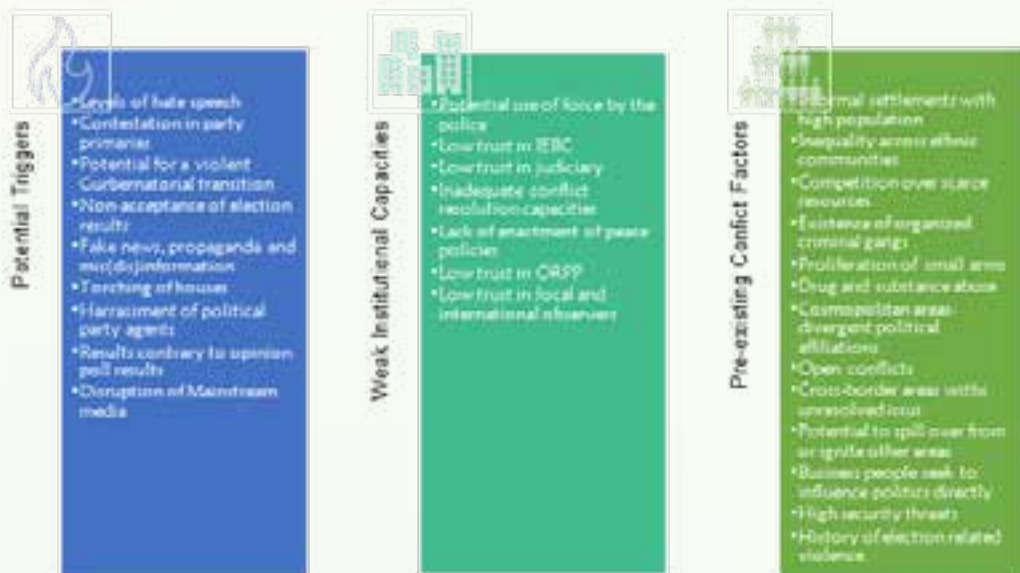 Potential Triggers
•Levels of hate speech
•Contestation in party
primaries
•Potential for a violent
Gurbernatorial transition
•Non-acceptance of election
results
•Fake news, propaganda and
mis(dis)information
•Torching of houses
•Harrasment of political
party agents
•Results contrary to opinion
poll results
•Disruption of Mainstream
media
Weak Institutional Capacities
•Potential use of force by the
police
•Low trust in IEBC
•Low trust in judiciary
•Inadequate conflict
resolution capacities
•Lack of enactment of peace
policies
•Low trust in ORPP
•Low trust in local and
international observers
Pre-existing Conflict Factors
•Informal settlements with
high population
•Inequality across ethnic
communities
•Competition over scarce
resources
•Existence of organized
criminal gangs
•Proliferation of small arms
•Drug and substance abuse
•Cosmopolitan areas-
divergent political
affiliations
•Open conflicts
•Cross-border areas withs
unresolved issus
•Potential to spill over from
or ignite other areas
•Business people seek to
influence politics directly
•High security threats
•History of election related
violence